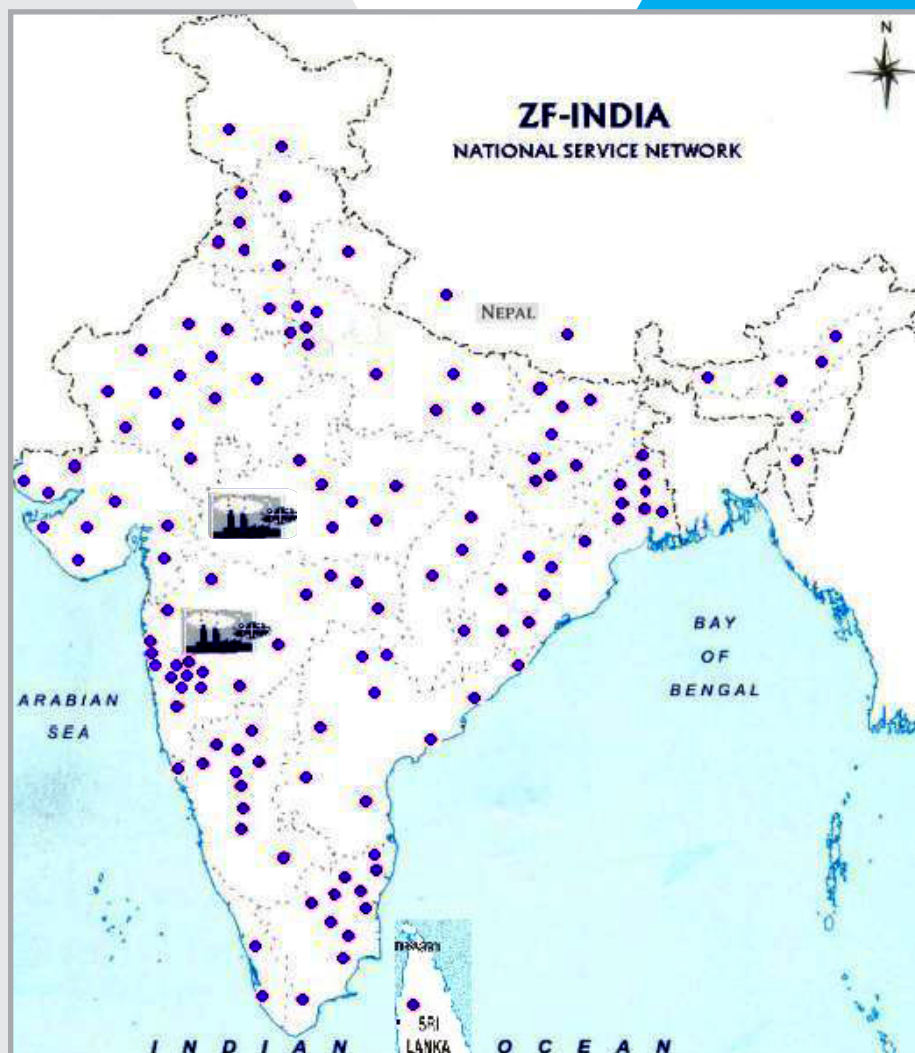 N
ZF-INDIA
NATIONAL SERVICE NETWORK
NEPAL
BAY
OF
BENGAL
ARABIAN
SEA
SRI
LANKA
INDIAN OCEAN